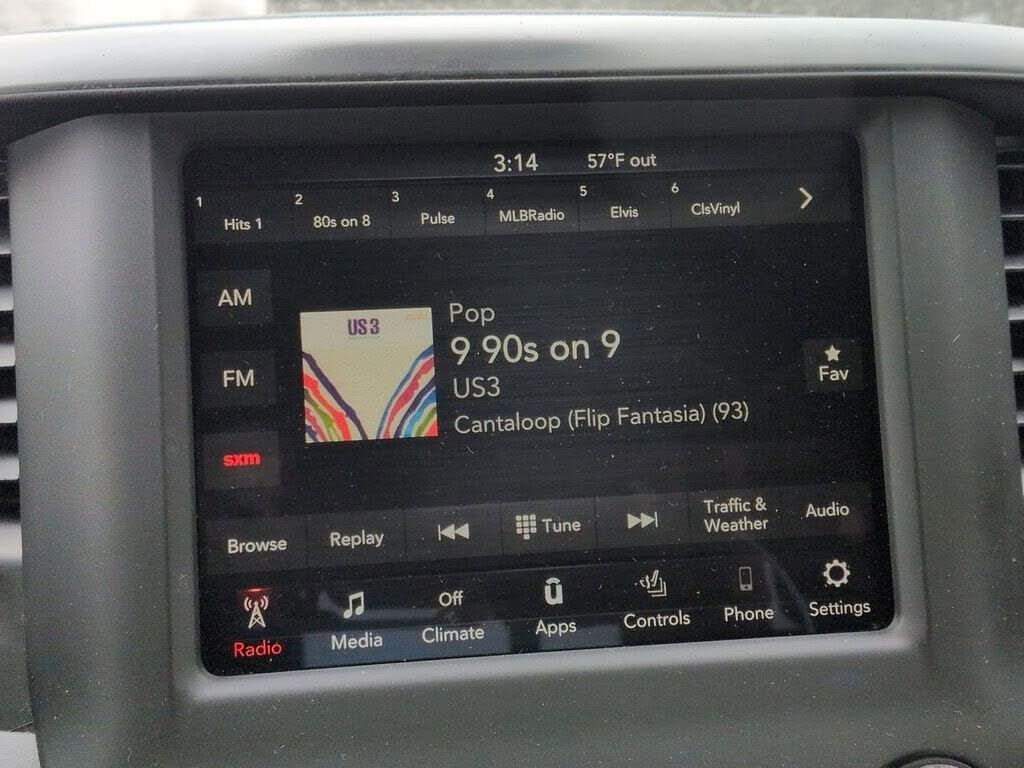 3:14 57°F out
1 2 3 4 5 6
Hits 1 80s on 8 Pulse MLBRadio Elvis ClsVinyl
AM
FM
sxm
US3
Pop
9 90s on 9
US3
Cantaloop (Flip Fantasia) (93)
Fav
Browse Replay Tune Traffic & Weather Audio
Off
Radio Media Climate Apps Controls Phone Settings